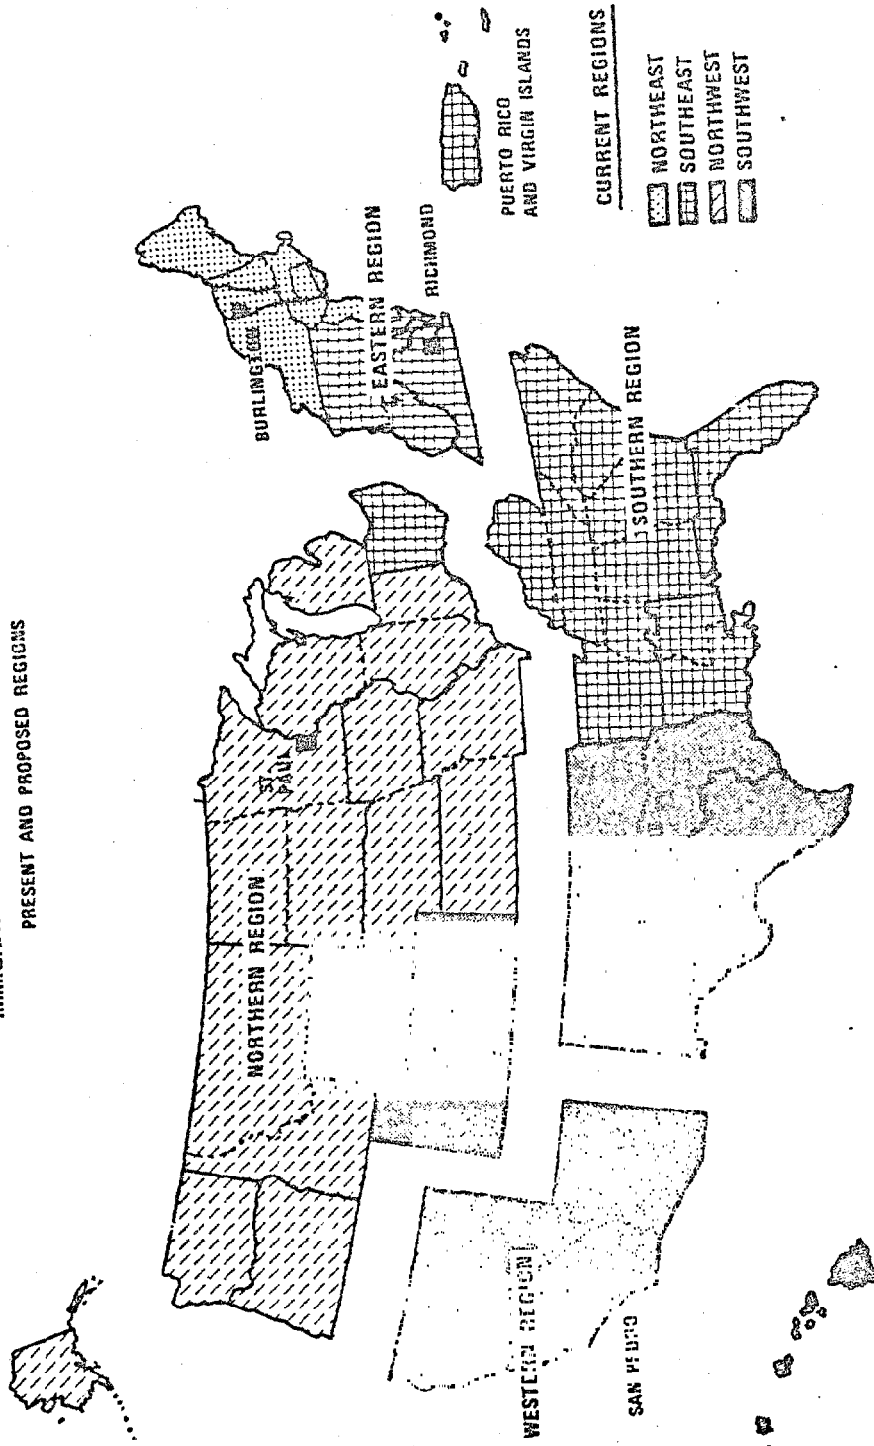 PRESENT AND PROPOSED REGIONS
NORTHERN REGION
ST
PAUL
BURLINGTON
EASTERN REGION
RICHMOND
PUERTO RICO
AND VIRGIN ISLANDS
WESTERN REGION
SAN PEDRO
SOUTHERN REGION
CURRENT REGIONS
NORTHEAST
SOUTHEAST
NORTHWEST
SOUTHWEST